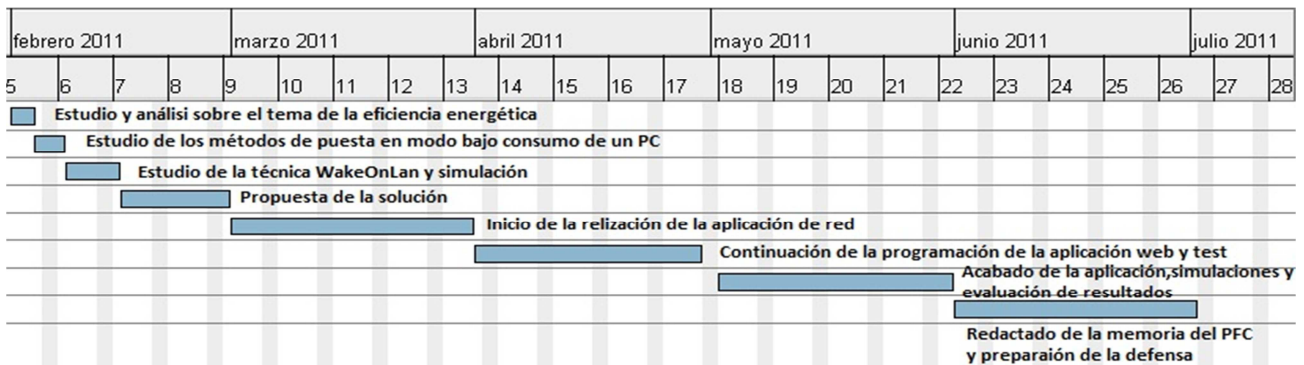 febrero 2011 marzo 2011 abril 2011 mayo 2011 junio 2011 julio 2011
5 6 7 8 9 10 11 12 13 14 15 16 17 18 19 20 21 22 23 24 25 26 27 28
Estudio y análisi sobre el tema de la eficiencia energética
Estudio de los métodos de puesta en modo bajo consumo de un PC
Estudio de la técnica WakeOnLan y simulación
Propuesta de la solución
Inicio de la relización de la aplicación de red
Continuación de la programación de la aplicación web y test
Acabado de la aplicación,simulaciones y
evaluación de resultados
Redactado de la memoria del PFC
y preparaión de la defensa